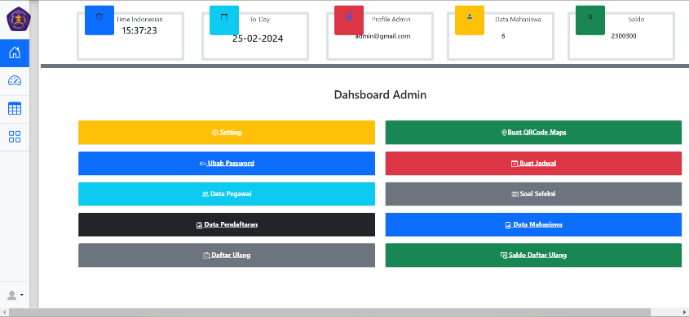 Time Indonesian
15:37:23
To Day
25-02-2024
Profile Admin
admin@gmail.com
Data Mahasiswa
6
Saldo
2300300
Dahsboard Admin
Setting
Buat QRCode Maps
Ubah Password
Buat Jadwal
Data Pegawai
Soal Seleksi
Data Pendaftaran
Data Mahasiswa
Daftar Ulang
Saldo Daftar Ulang